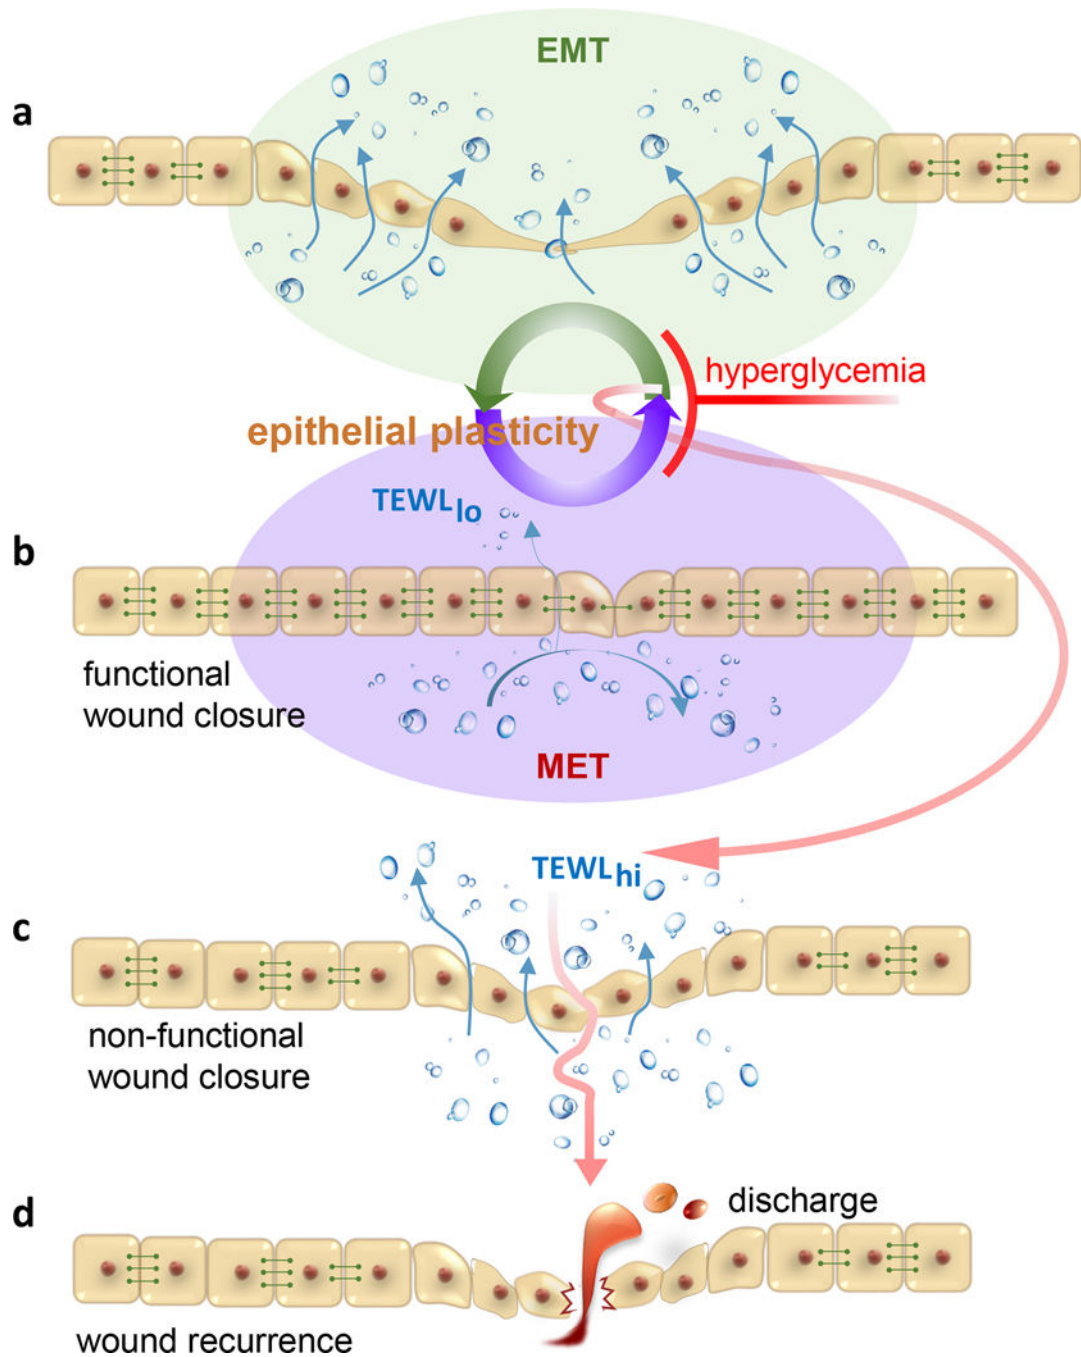 EMT
a
hyperglycemia
epithelial plasticity
TEWLlo
b
functional
wound closure
MET
TEWLhi
c
non-functional
wound closure
d
discharge
wound recurrence